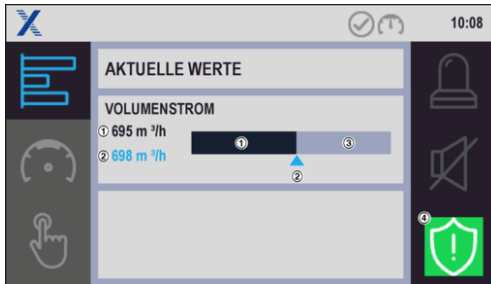 X
10:08
AKTUELLE WERTE
VOLUMENSTROM
① 695 m ³/h
① ③
② 698 m ³/h
②
④